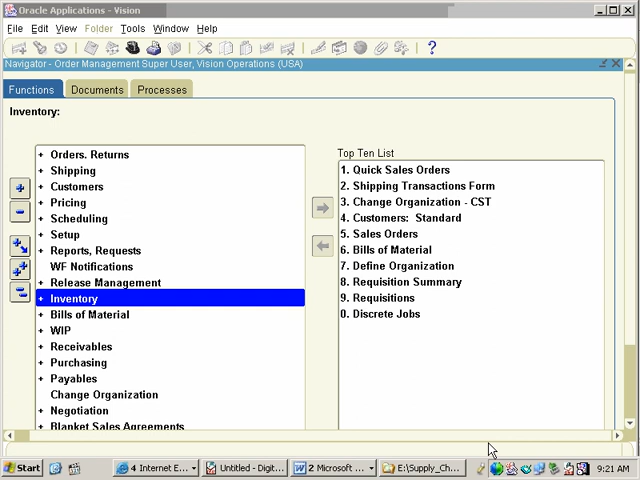 Oracle Applications - Vision
File Edit View Folder Tools Window Help
?
Navigator - Order Management Super User, Vision Operations (USA)
Functions Documents Processes
Inventory:
+ Orders. Returns
+ Shipping
+ Customers
+ Pricing
+ Scheduling
+ Setup
+ Reports, Requests
WF Notifications
+ Release Management
+ Inventory
+ Bills of Material
+ WIP
+ Receivables
+ Purchasing
+ Payables
Change Organization
+ Negotiation
+ Blanket Sales Agreements
Top Ten List
1. Quick Sales Orders
2. Shipping Transactions Form
3. Change Organization - CST
4. Customers: Standard
5. Sales Orders
6. Bills of Material
7. Define Organization
8. Requisition Summary
9. Requisitions
0. Discrete Jobs
Start 4 Internet E... Untitled - Digit... 2 Microsoft ... E:\Supply_Ch... 9:21 AM